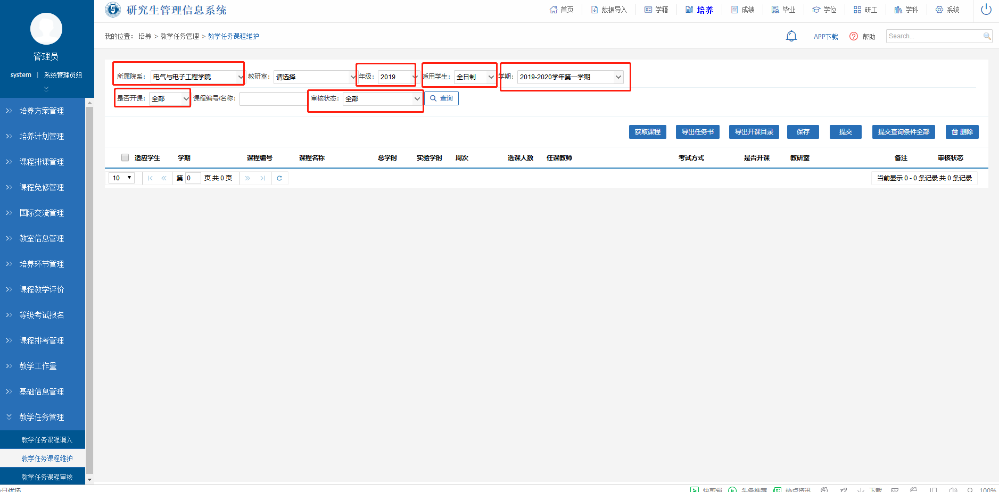 研究生管理信息系统
首页
数据导入
学籍
培养
成绩
毕业
学位
研工
学科
系统
管理员
system | 系统管理员组
我的位置： 培养 > 教学任务管理 > 教学任务课程维护
APP下载
帮助
Search...
所属院系： 电气与电子工程学院 教研室： 请选择 年级： 2019 适用学生： 全日制 学期： 2019-2020学年第一学期
是否开课： 全部 课程编号/名称： 审核状态： 全部 查询
获取课程 导出任务书 导出开课目录 保存 提交 提交查询条件全部 删除
适应学生 学期 课程编号 课程名称 总学时 实验学时 周次 选课人数 任课教师 考试方式 是否开课 教研室 备注 审核状态
10 第 0 页 共 0 页 当前显示 0 - 0 条记录 共 0 条记录
培养方案管理
培养计划管理
课程排课管理
课程免修管理
国际交流管理
教室信息管理
培养环节管理
课程教学评价
等级考试报名
课程排考管理
教学工作量
基础信息管理
教学任务管理
教学任务课程调入
教学任务课程维护
教学任务课程审核
今日优选
快剪辑 头条推荐 热点资讯 下载 100%